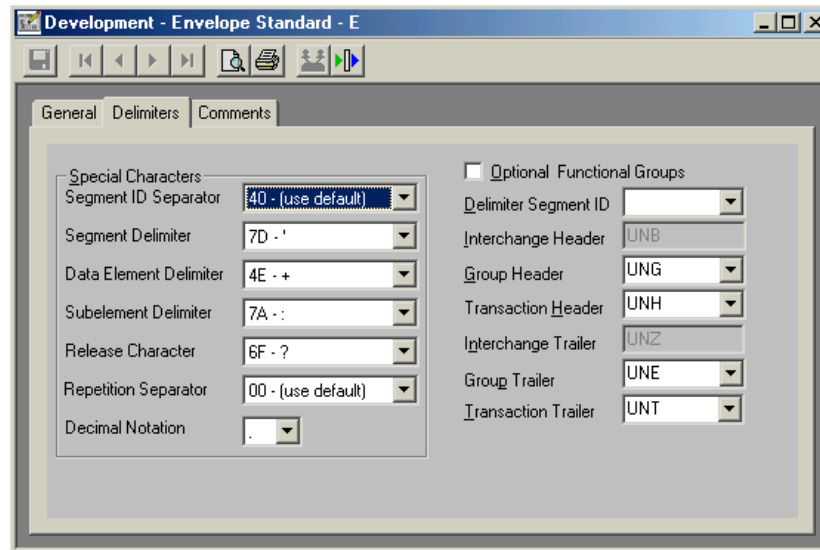 Development - Envelope Standard - E
General Delimiters Comments
Special Characters
Segment ID Separator 40 - (use default)
Segment Delimiter 7D - '
Data Element Delimiter 4E - +
Subelement Delimiter 7A - :
Release Character 6F - ?
Repetition Separator 00 - (use default)
Decimal Notation .
Optional Functional Groups
Delimiter Segment ID
Interchange Header UNB
Group Header UNG
Transaction Header UNH
Interchange Trailer UNZ
Group Trailer UNE
Transaction Trailer UNT